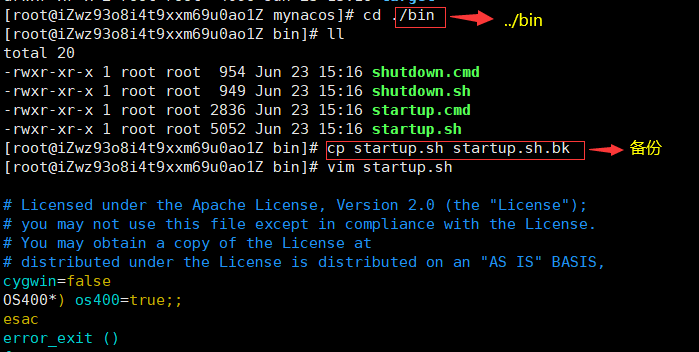 [root@iZwz93o8i4t9xxm69u0ao1Z mynacos]# cd ./bin ../bin
[root@iZwz93o8i4t9xxm69u0ao1Z bin]# ll
total 20
-rwxr-xr-x 1 root root 954 Jun 23 15:16 shutdown.cmd
-rwxr-xr-x 1 root root 949 Jun 23 15:16 shutdown.sh
-rwxr-xr-x 1 root root 2836 Jun 23 15:16 startup.cmd
-rwxr-xr-x 1 root root 5052 Jun 23 15:16 startup.sh
[root@iZwz93o8i4t9xxm69u0ao1Z bin]# cp startup.sh startup.sh.bk 备份
[root@iZwz93o8i4t9xxm69u0ao1Z bin]# vim startup.sh
# Licensed under the Apache License, Version 2.0 (the "License");
# you may not use this file except in compliance with the License.
# You may obtain a copy of the License at
# distributed under the License is distributed on an "AS IS" BASIS,
cygwin=false
OS400*) os400=true;;
esac
error_exit ()